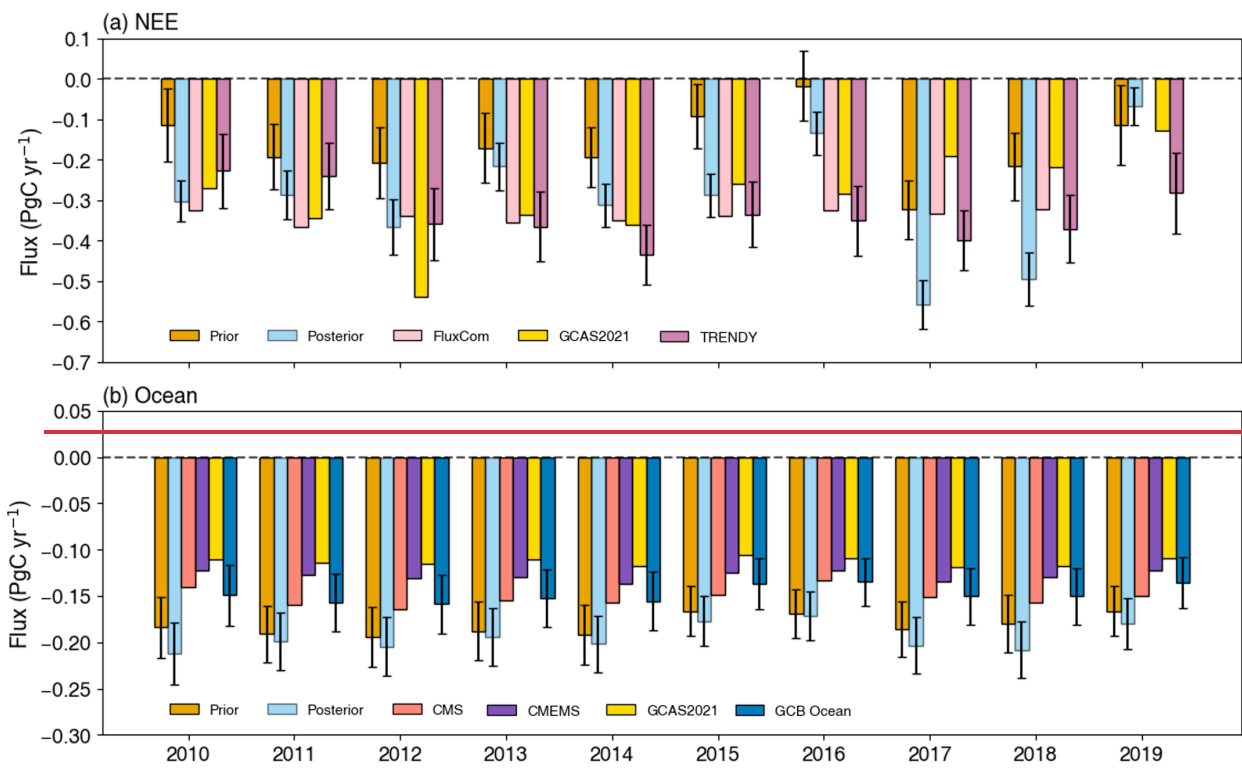 (a) NEE
0.1
0.0
−0.1
−0.2
−0.3
−0.4
−0.5
−0.6
−0.7
Flux (PgC yr⁻¹)
Prior Posterior FluxCom GCAS2021 TRENDY
(b) Ocean
0.05
0.00
−0.05
−0.10
−0.15
−0.20
−0.25
−0.30
Flux (PgC yr⁻¹)
Prior Posterior CMS CMEMS GCAS2021 GCB Ocean
2010 2011 2012 2013 2014 2015 2016 2017 2018 2019